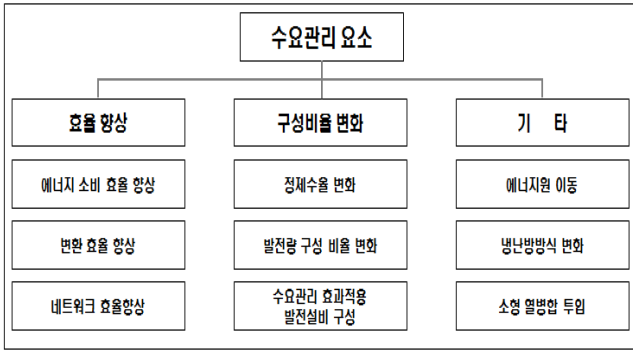 수요관리 요소
효율 향상
구성비율 변화
기 타
에너지 소비 효율 향상
정제수율 변화
에너지원 이동
변환 효율 향상
발전량 구성 비율 변화
냉난방방식 변화
네트워크 효율향상
수요관리 효과적용
발전설비 구성
소형 열병합 투입